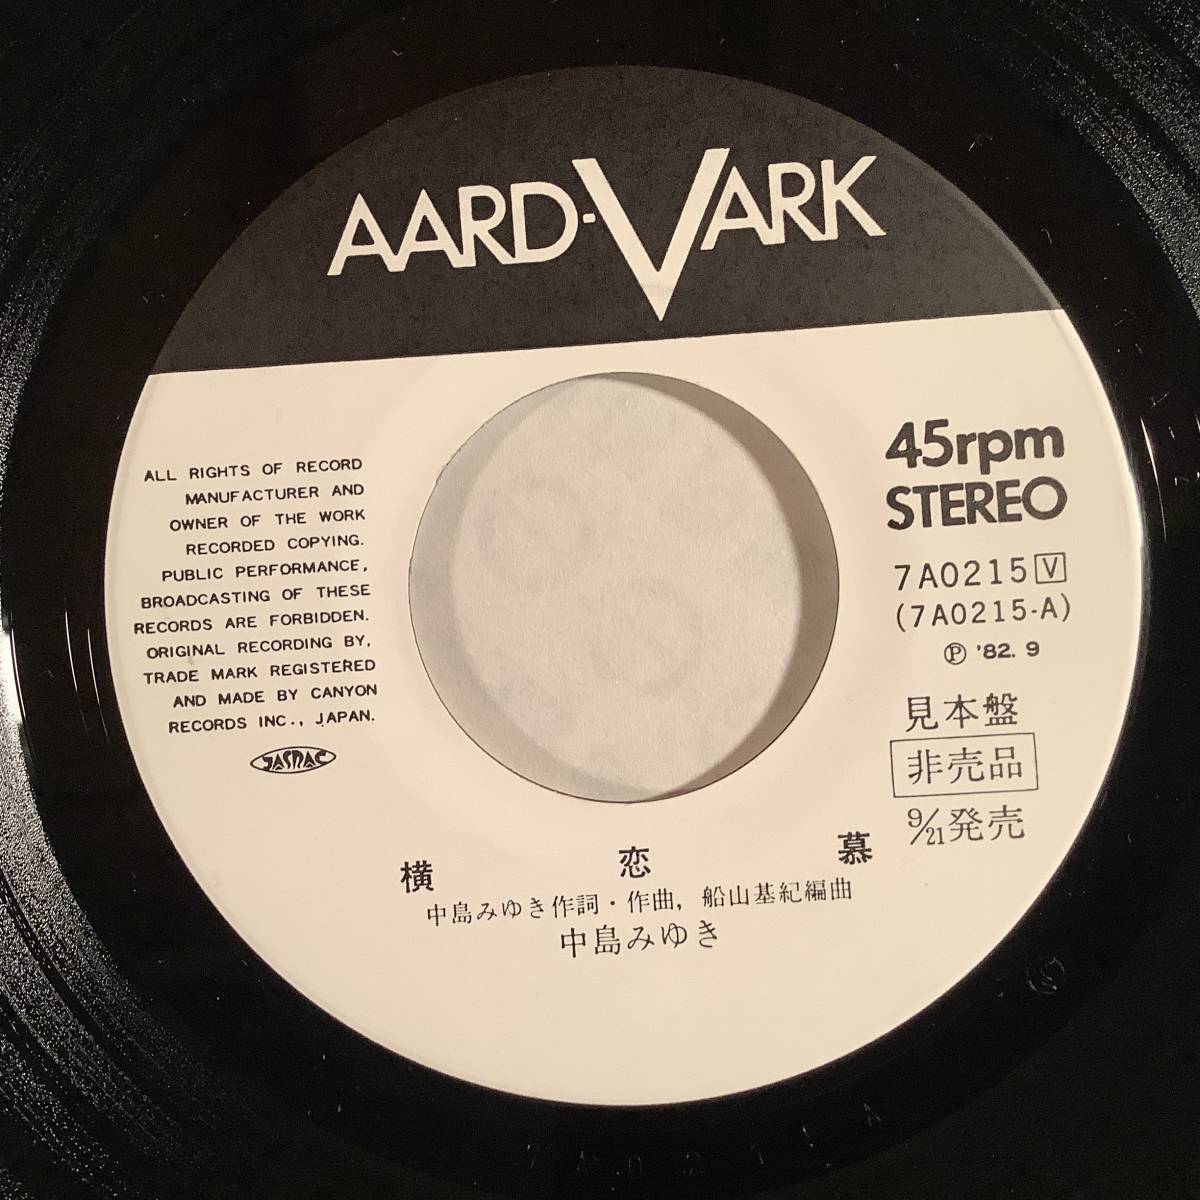 AARD-VARK
ALL RIGHTS OF RECORD
MANUFACTURER AND
OWNER OF THE WORK
RECORDED COPYING.
PUBLIC PERFORMANCE,
BROADCASTING OF THESE
RECORDS ARE FORBIDDEN.
ORIGINAL RECORDING BY,
TRADE MARK REGISTERED
AND MADE BY CANYON
RECORDS INC., JAPAN.
JASRAC
45rpm
STEREO
7A0215 V
(7A0215-A)
Ⓟ '82. 9
見本盤
非売品
9/21発売
横 恋 慕
中島みゆき作詞・作曲, 船山基紀編曲
中島みゆき